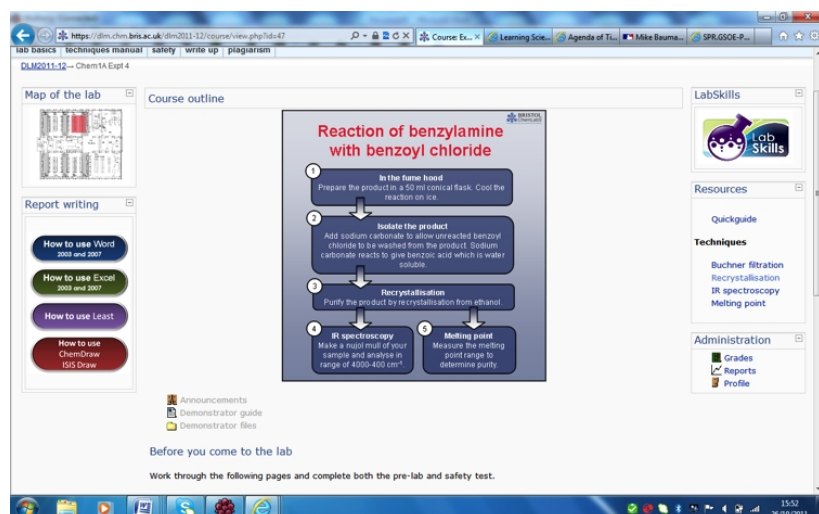 https://dlm.chm.bris.ac.uk/dlm2011-12/course/view.php?id=47
Course: Ex...
Learning Scie...
Agenda of Ti...
Mike Bauma...
SPR.GSOE-P...
lab basics techniques manual safety write up plagiarism
DLM2011-12→ Chem1A Expt 4
Map of the lab
Report writing
How to use Word
2003 and 2007
How to use Excel
2003 and 2007
How to use Least
How to use
ChemDraw
ISIS Draw
Course outline
BRISTOL
ChemLabS
Reaction of benzylamine
with benzoyl chloride
1
In the fume hood
Prepare the product in a 50 ml conical flask. Cool the
reaction on ice.
2
Isolate the product
Add sodium carbonate to allow unreacted benzoyl
chloride to be washed from the product. Sodium
carbonate reacts to give benzoic acid which is water
soluble.
3
Recrystallisation
Purify the product by recrystallisation from ethanol.
4
IR spectroscopy
Make a nujol mull of your
sample and analyse in
range of 4000-400 cm⁻¹.
5
Melting point
Measure the melting
point range to
determine purity.
Announcements
Demonstrator guide
Demonstrator files
Before you come to the lab
Work through the following pages and complete both the pre-lab and safety test.
LabSkills
Lab
Skills
Resources
Quickguide
Techniques
Buchner filtration
Recrystallisation
IR spectroscopy
Melting point
Administration
Grades
Reports
Profile
15:52
26/10/2011